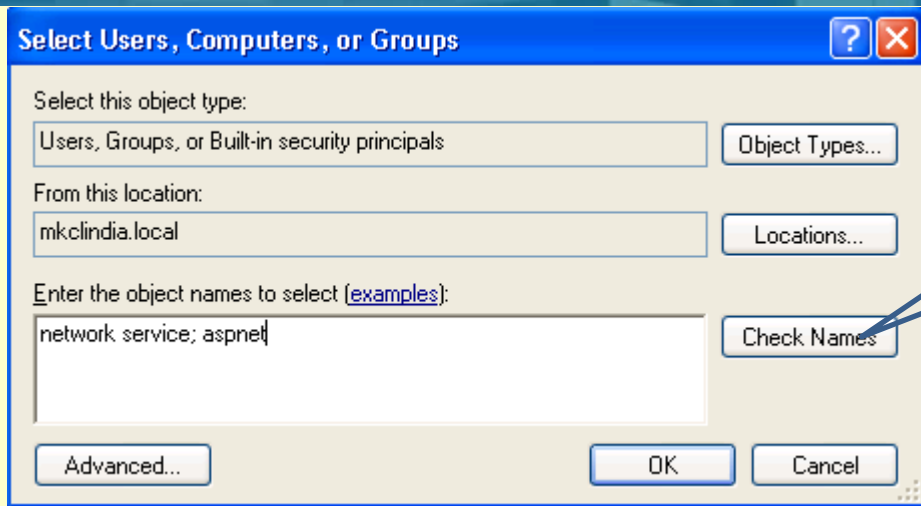 Select Users, Computers, or Groups
Select this object type:
Users, Groups, or Built-in security principals
Object Types...
From this location:
mkclindia.local
Locations...
Enter the object names to select (examples):
network service; aspnet
Check Names
Advanced...
OK
Cancel